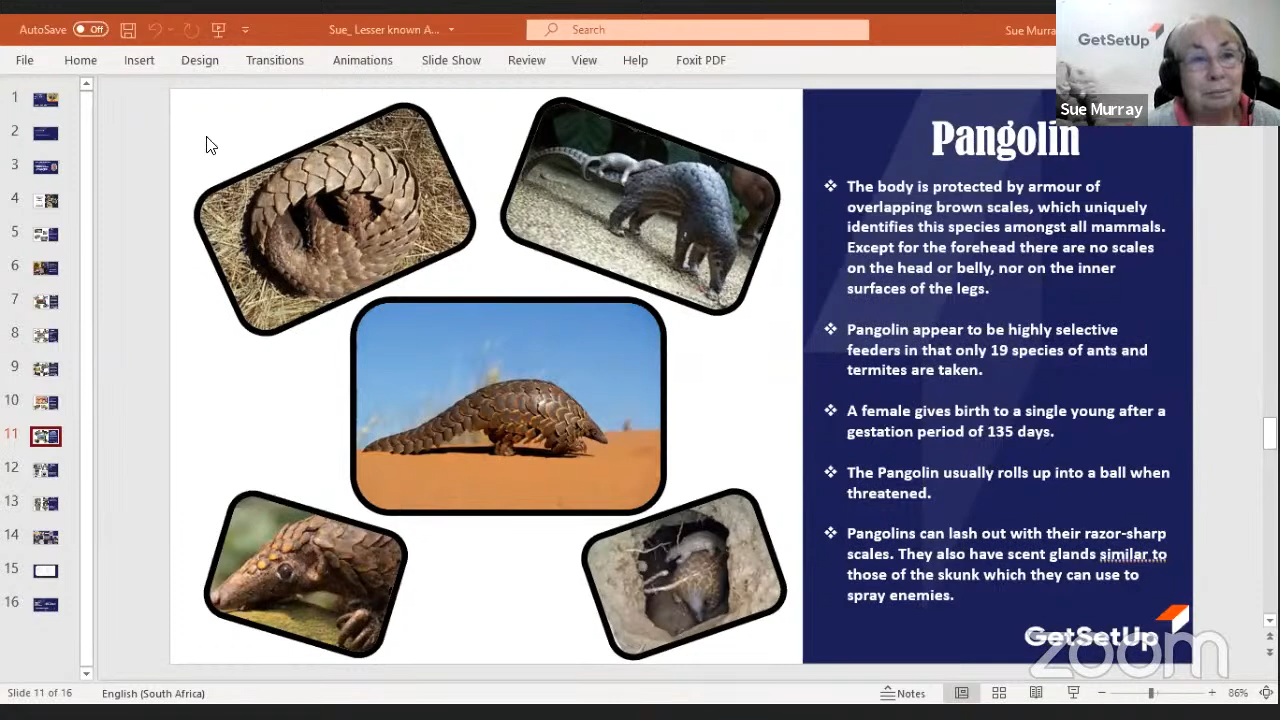 AutoSave Off
Sue_ Lesser known A...
Search
Sue Murra
GetSetUp
Sue Murray
File Home Insert Design Transitions Animations Slide Show Review View Help Foxit PDF
1
2
3
4
5
6
7
8
9
10
11
12
13
14
15
16
Pangolin
The body is protected by armour of
overlapping brown scales, which uniquely
identifies this species amongst all mammals.
Except for the forehead there are no scales
on the head or belly, nor on the inner
surfaces of the legs.
Pangolin appear to be highly selective
feeders in that only 19 species of ants and
termites are taken.
A female gives birth to a single young after a
gestation period of 135 days.
The Pangolin usually rolls up into a ball when
threatened.
Pangolins can lash out with their razor-sharp
scales. They also have scent glands similar to
those of the skunk which they can use to
spray enemies.
GetSetUp
zoom
Slide 11 of 16 English (South Africa) Notes 86%